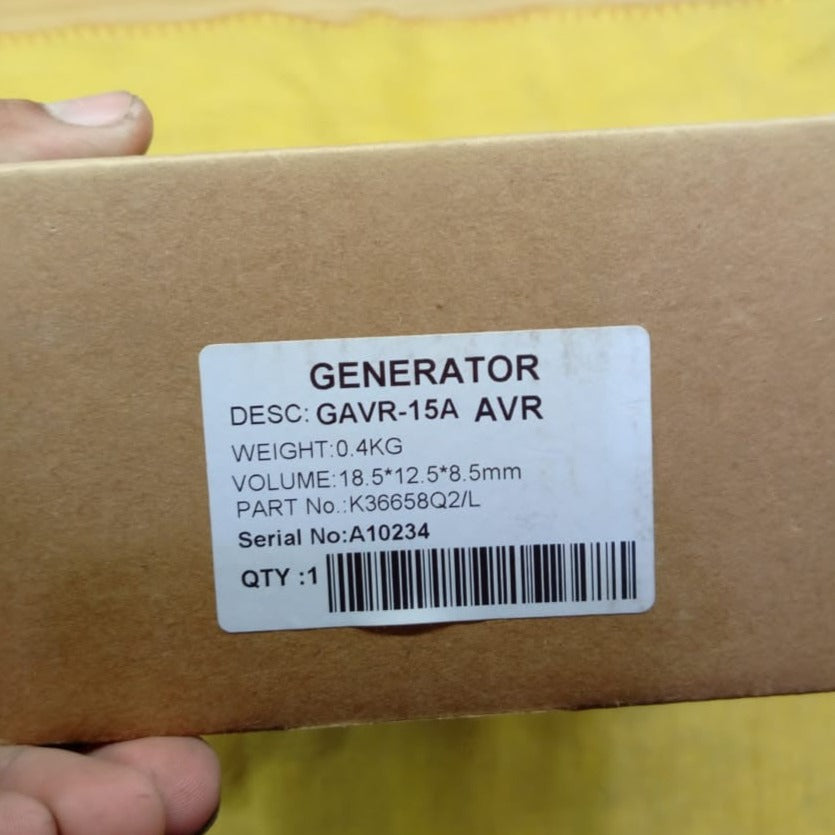 GENERATOR
DESC: GAVR-15A AVR
WEIGHT:0.4KG
VOLUME:18.5*12.5*8.5mm
PART No.:K36658Q2/L
Serial No:A10234
QTY :1